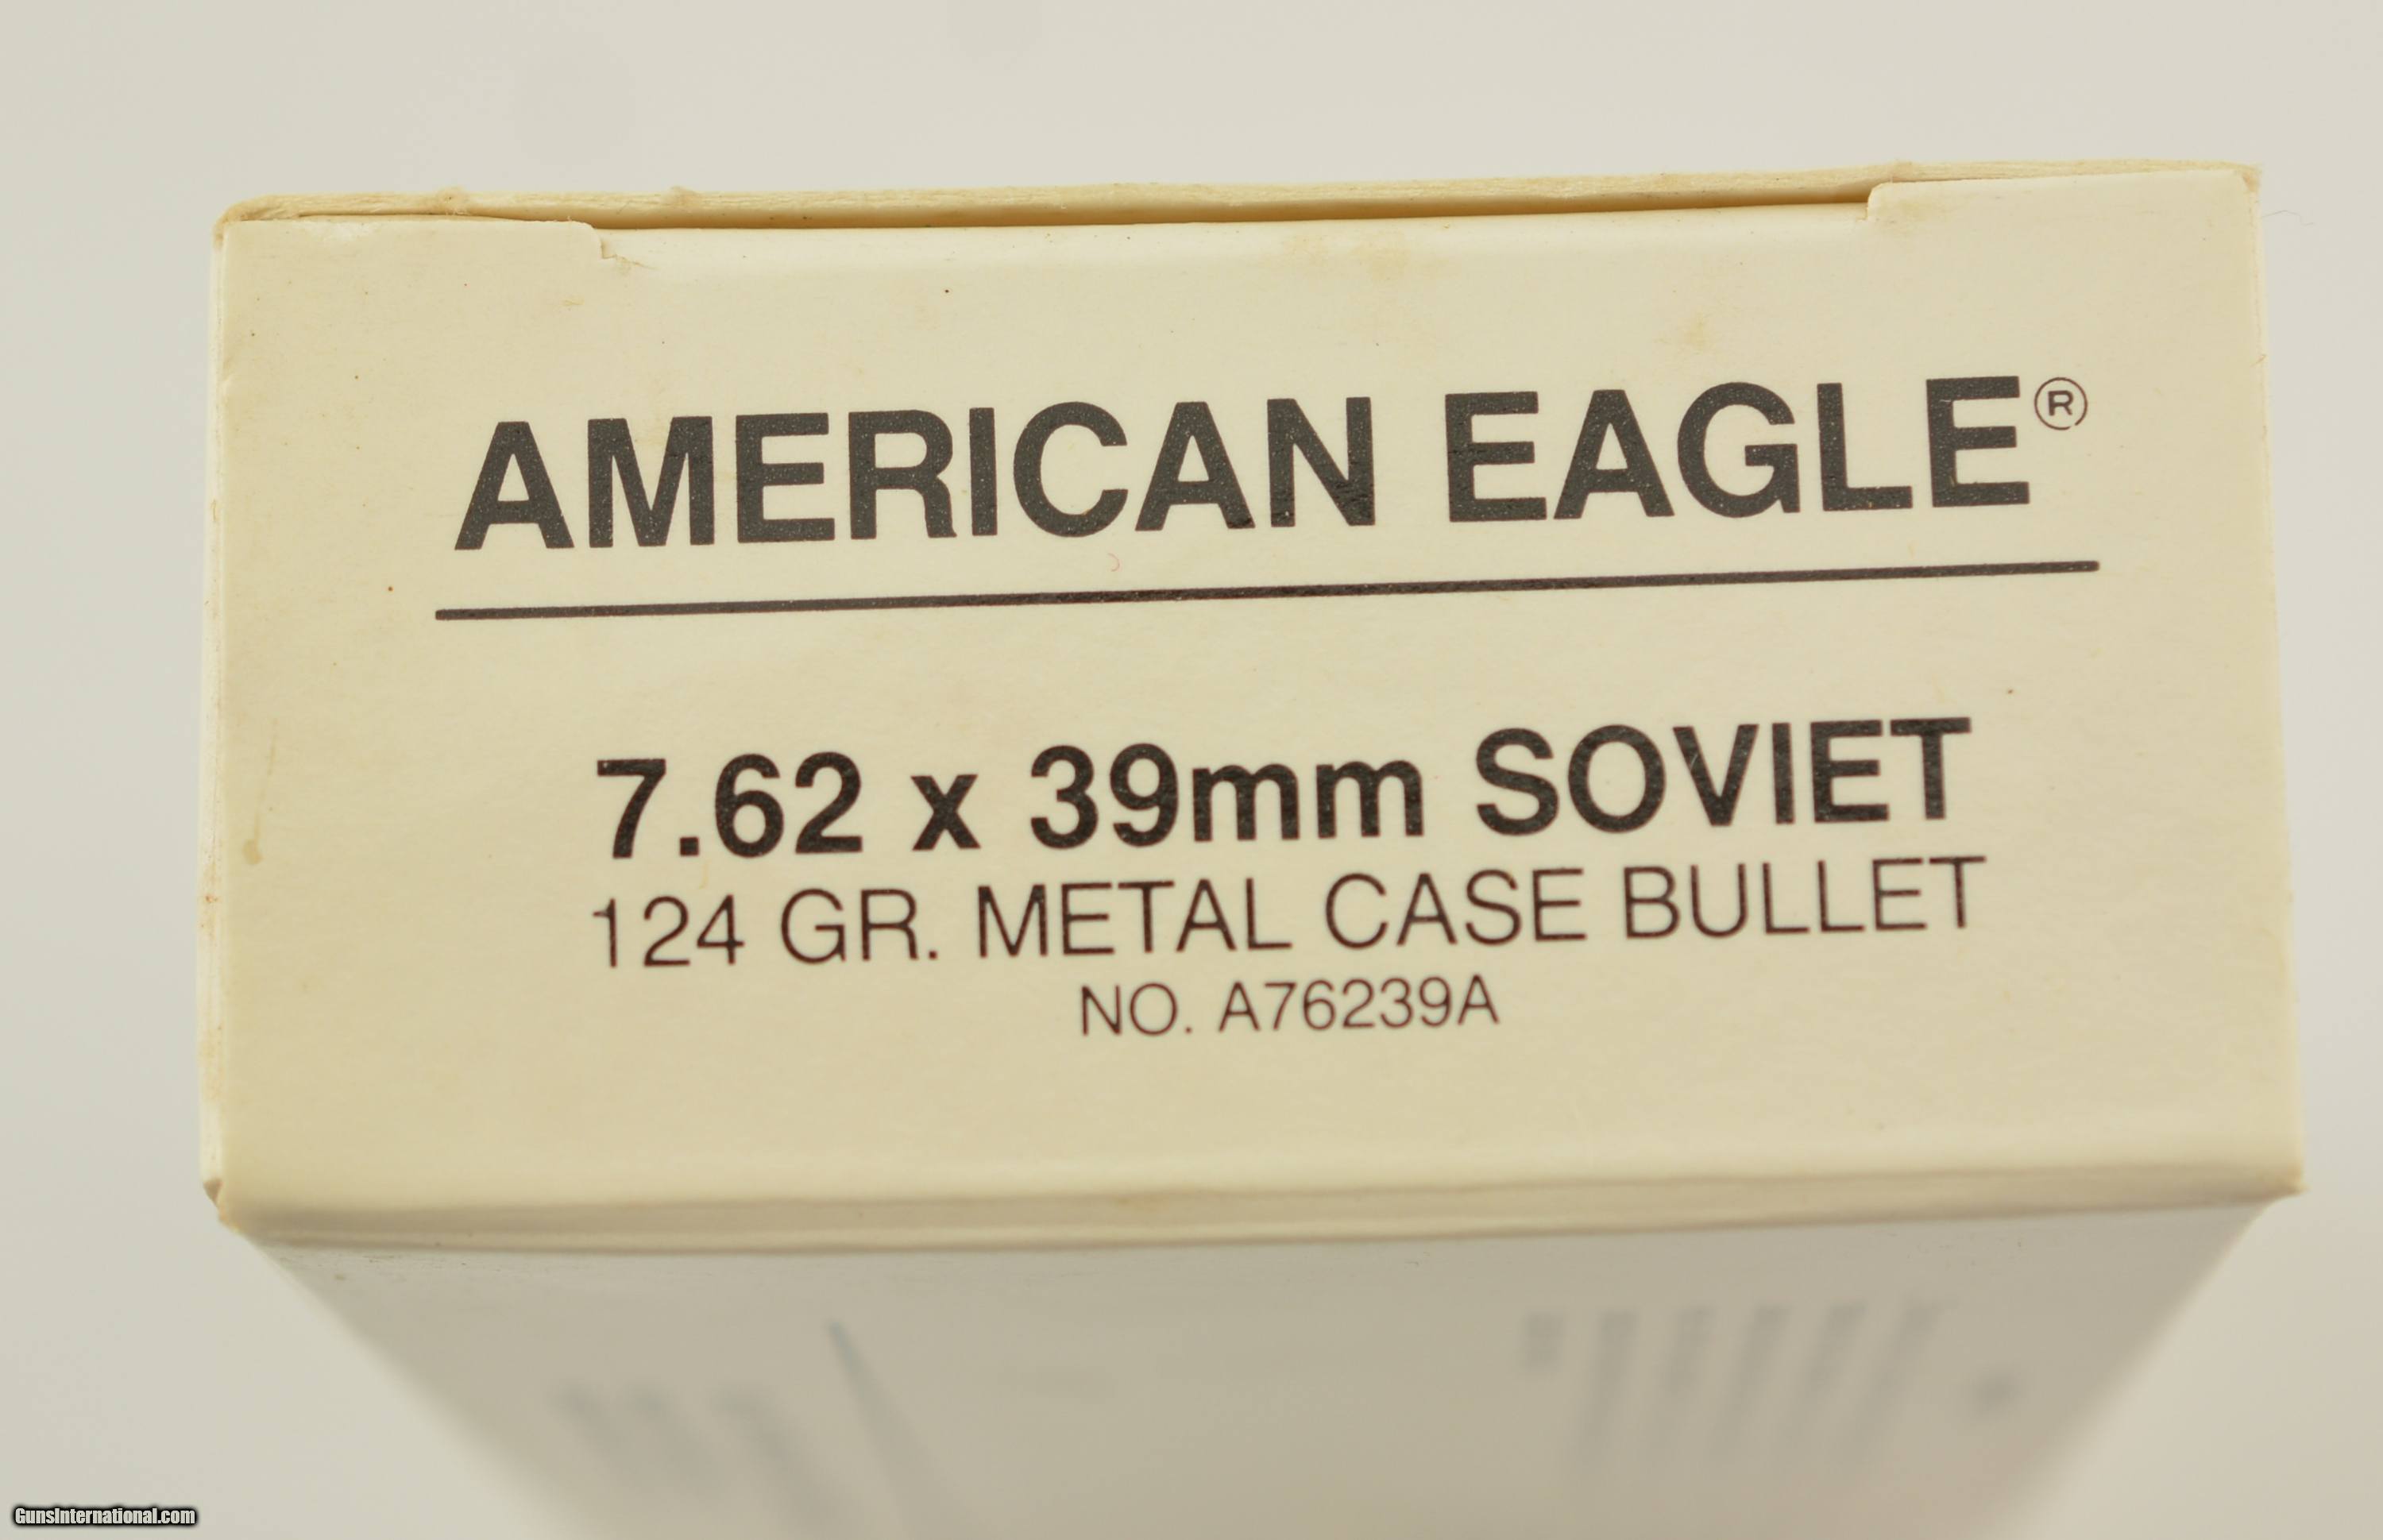 AMERICAN EAGLE®
7.62 x 39mm SOVIET
124 GR. METAL CASE BULLET
NO. A76239A
GunsInternational.com